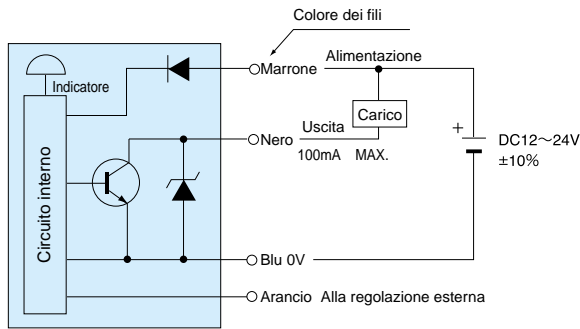 Colore dei fili
Marrone
Alimentazione
Indicatore
Carico
Nero
Uscita
100mA MAX.
+
DC12～24V
±10%
Circuito interno
Blu 0V
Arancio Alla regolazione esterna